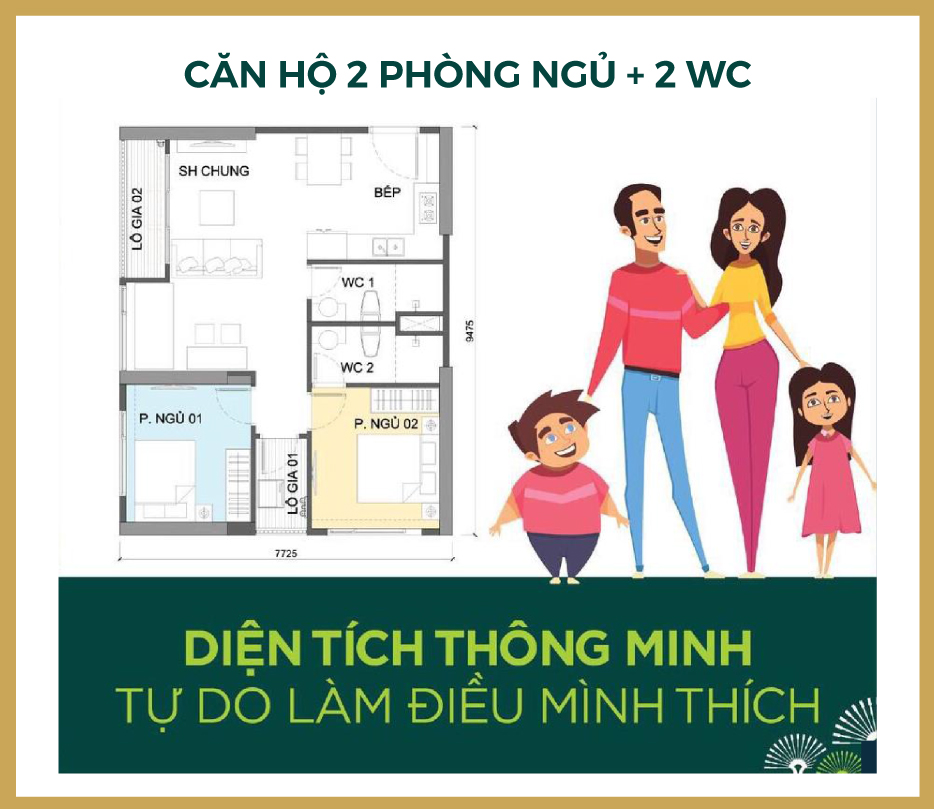 CĂN HỘ 2 PHÒNG NGỦ + 2 WC
SH CHUNG
BẾP
LÔ GIA 02
WC 1
WC 2
9475
P. NGỦ 01
P. NGỦ 02
LÔ GIA 01
7725
DIỆN TÍCH THÔNG MINH
TỰ DO LÀM ĐIỀU MÌNH THÍCH